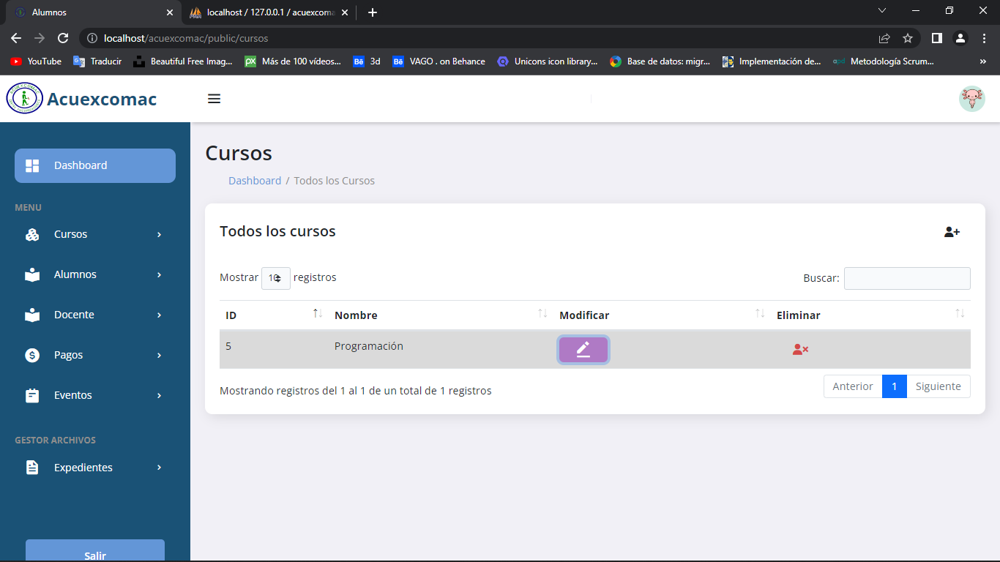 Alumnos
localhost / 127.0.0.1 / acuexcoma
localhost/acuexcomac/public/cursos
YouTube
Traducir
Beautiful Free Imag...
Más de 100 vídeos...
3d
VAGO . on Behance
Unicons icon library...
Base de datos: migr...
Implementación de...
apd
Metodología Scrum...
Acuexcomac
Cursos
Dashboard
Dashboard / Todos los Cursos
MENU
Cursos
Alumnos
Docente
Pagos
Eventos
GESTOR ARCHIVOS
Expedientes
Salir
Todos los cursos
Mostrar 10 registros
Buscar:
ID Nombre Modificar Eliminar
5 Programación
Mostrando registros del 1 al 1 de un total de 1 registros
Anterior 1 Siguiente